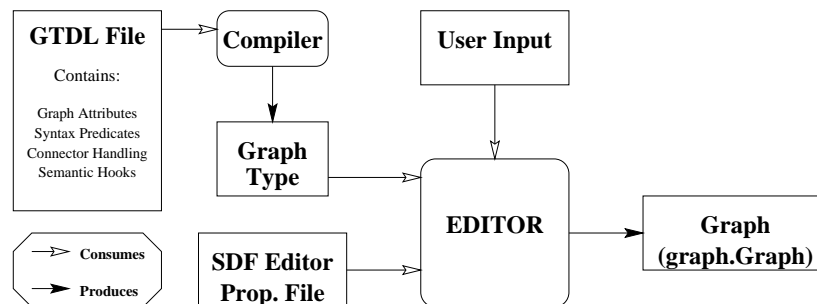 GTDL File
Contains:
Graph Attributes
Syntax Predicates
Connector Handling
Semantic Hooks
Compiler
User Input
Graph
Type
EDITOR
Graph
(graph.Graph)
SDF Editor
Prop. File
Consumes
Produces